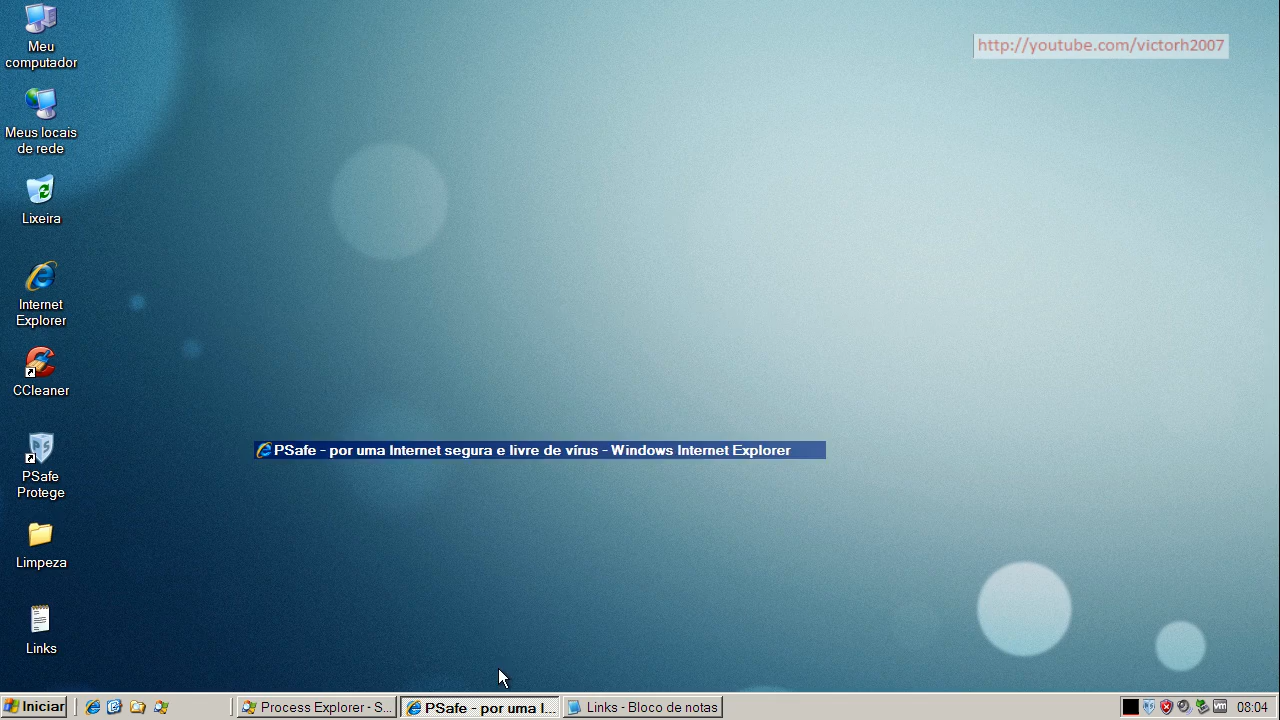 Meu
computador
http://youtube.com/victorh2007
Meus locais
de rede
Lixeira
Internet
Explorer
CCleaner
PSafe - por uma Internet segura e livre de vírus - Windows Internet Explorer
PSafe
Protege
Limpeza
Links
Iniciar
Process Explorer - S...
PSafe - por uma I...
Links - Bloco de notas
08:04